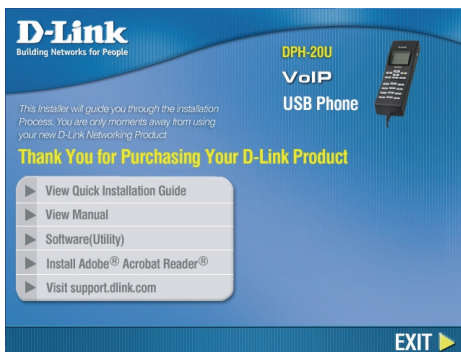 D-Link
Building Networks for People
DPH-20U
VoIP
USB Phone
This Installer will guide you through the installation
Process. You are only moments away from using
your new D-Link Networking Product
Thank You for Purchasing Your D-Link Product
View Quick Installation Guide
View Manual
Software(Utility)
Install Adobe® Acrobat Reader®
Visit support.dlink.com
EXIT